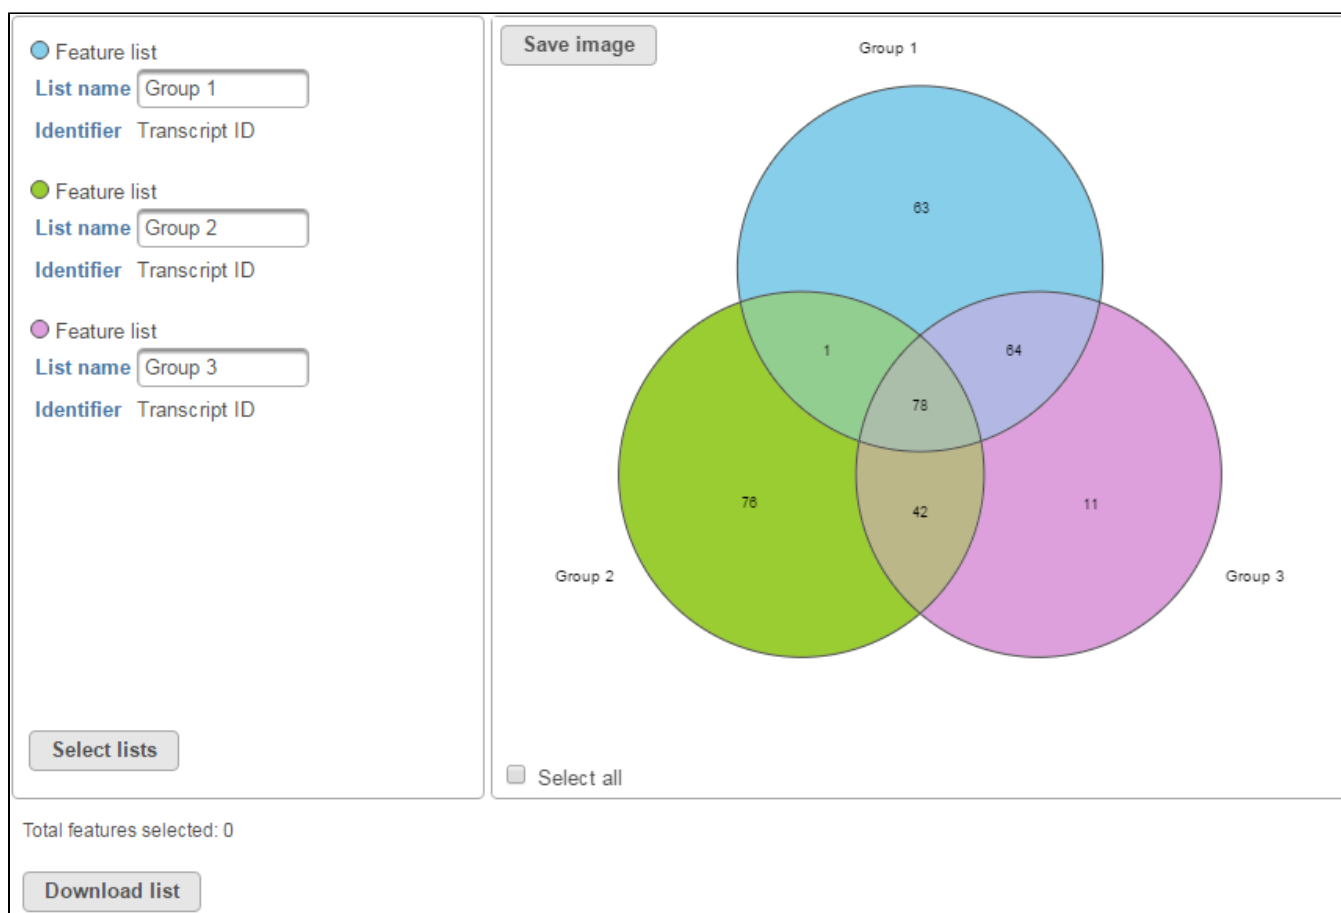 Feature list
List name Group 1
Identifier Transcript ID
Feature list
List name Group 2
Identifier Transcript ID
Feature list
List name Group 3
Identifier Transcript ID
Select lists
Save image
Group 1
63
1
64
78
76
42
11
Group 2
Group 3
Select all
Total features selected: 0
Download list